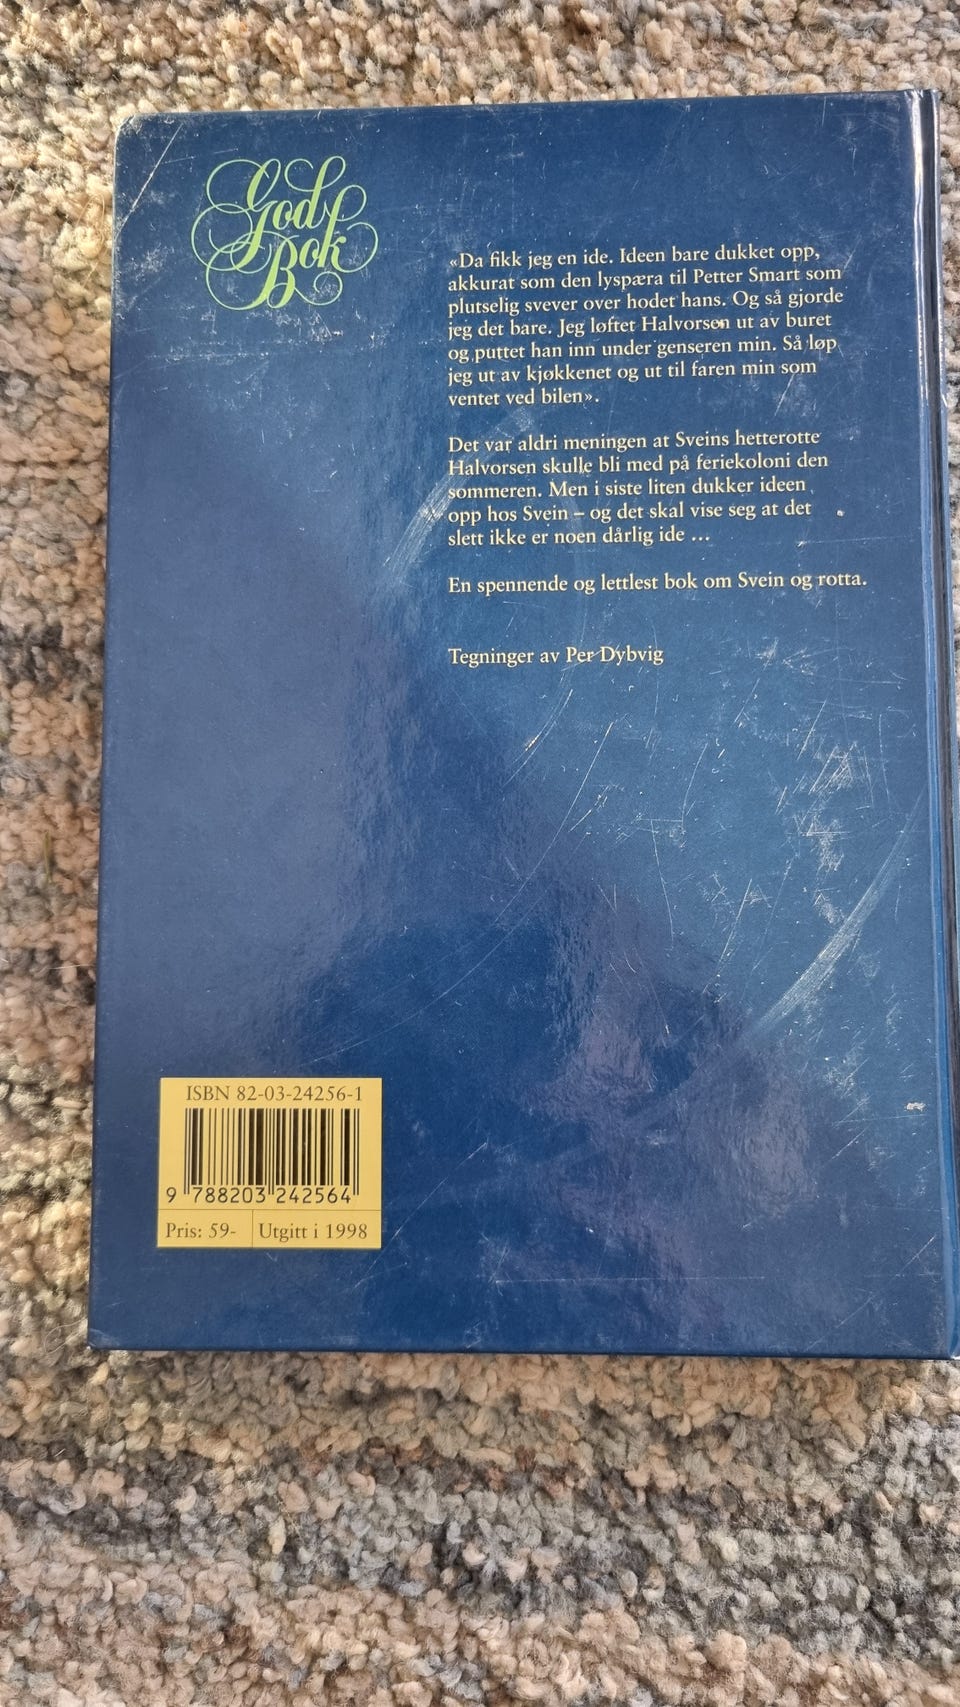 God
Bok
«Da fikk jeg en ide. Ideen bare dukket opp,
akkurat som den lyspæra til Petter Smart som
plutselig svever over hodet hans. Og så gjorde
jeg det bare. Jeg løftet Halvorsen ut av buret
og puttet han inn under genseren min. Så løp
jeg ut av kjøkkenet og ut til faren min som
ventet ved bilen».
Det var aldri meningen at Sveins hetterotte
Halvorsen skulle bli med på feriekoloni den
sommeren. Men i siste liten dukker ideen
opp hos Svein – og det skal vise seg at det
slett ikke er noen dårlig ide ...
En spennende og lettlest bok om Svein og rotta.
Tegninger av Per Dybvig
ISBN 82-03-24256-1
9 788203 242564
Pris: 59- Utgitt i 1998